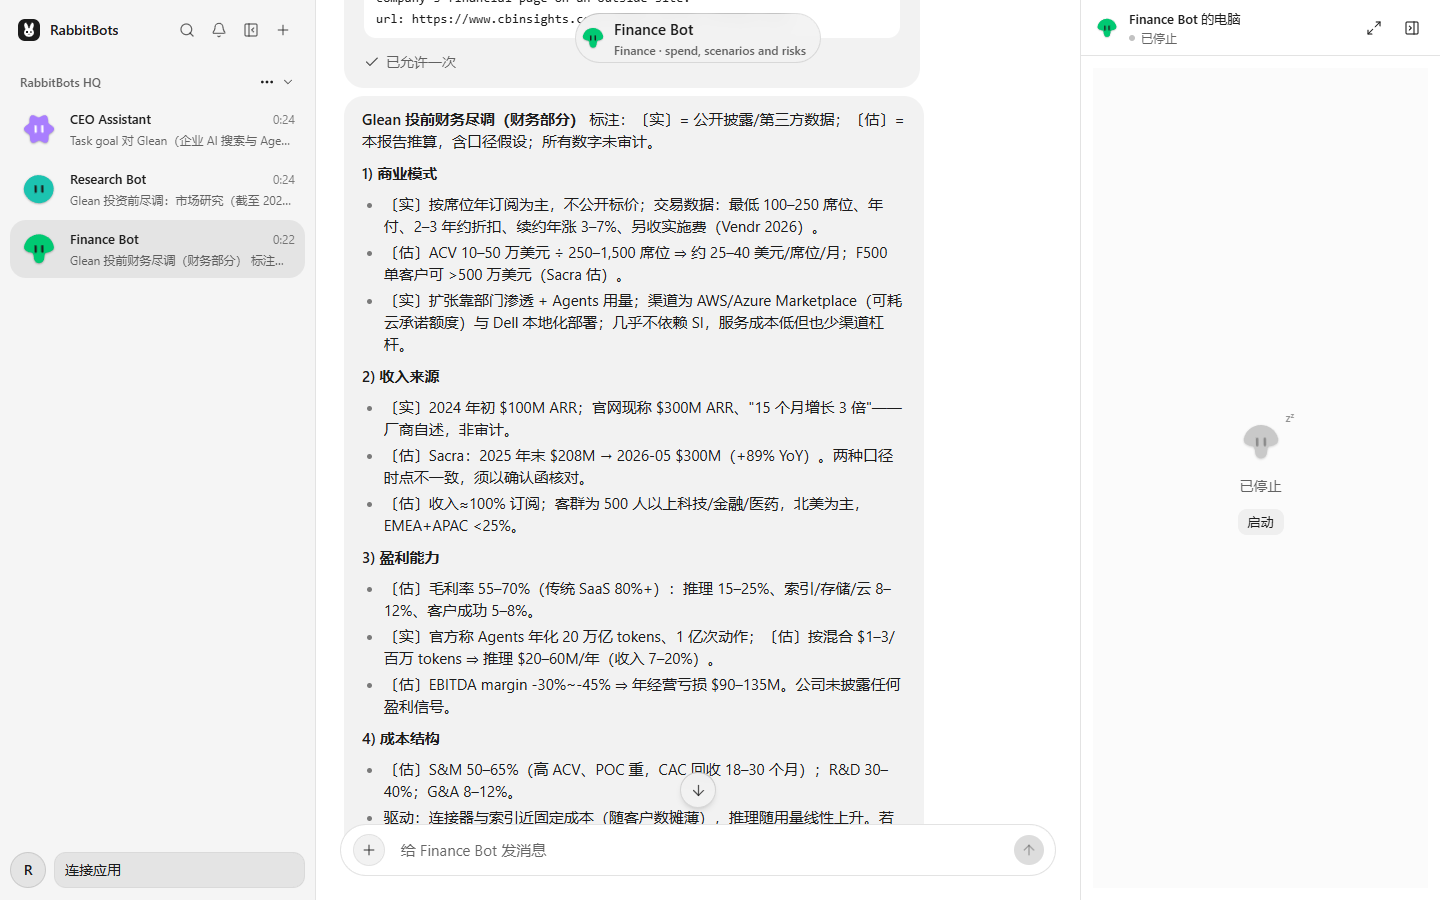 RabbitBots
RabbitBots HQ
CEO Assistant 0:24
Task goal 对 Glean（企业 AI 搜索与 Age...
Research Bot 0:24
Glean 投资前尽调：市场研究（截至 202...
Finance Bot 0:22
Glean 投前财务尽调（财务部分） 标注...
R
连接应用
url: https://www.cbinsights.c
Finance Bot
Finance · spend, scenarios and risks
已允许一次
Glean 投前财务尽调（财务部分） 标注：〔实〕= 公开披露/第三方数据；〔估〕=
本报告推算，含口径假设；所有数字未审计。
1) 商业模式
〔实〕按席位年订阅为主，不公开标价；交易数据：最低 100–250 席位、年
付、2–3 年约折扣、续约年涨 3–7%、另收实施费（Vendr 2026）。
〔估〕ACV 10–50 万美元 ÷ 250–1,500 席位 ⇒ 约 25–40 美元/席位/月；F500
单客户可 >500 万美元（Sacra 估）。
〔实〕扩张靠部门渗透 + Agents 用量；渠道为 AWS/Azure Marketplace（可耗
云承诺额度）与 Dell 本地化部署；几乎不依赖 SI，服务成本低但也少渠道杠
杆。
2) 收入来源
〔实〕2024 年初 $100M ARR；官网现称 $300M ARR、"15 个月增长 3 倍"——
厂商自述，非审计。
〔估〕Sacra：2025 年末 $208M → 2026-05 $300M（+89% YoY）。两种口径
时点不一致，须以确认函核对。
〔估〕收入≈100% 订阅；客群为 500 人以上科技/金融/医药，北美为主，
EMEA+APAC <25%。
3) 盈利能力
〔估〕毛利率 55–70%（传统 SaaS 80%+）：推理 15–25%、索引/存储/云 8–
12%、客户成功 5–8%。
〔实〕官方称 Agents 年化 20 万亿 tokens、1 亿次动作；〔估〕按混合 $1–3/
百万 tokens ⇒ 推理 $20–60M/年（收入 7–20%）。
〔估〕EBITDA margin -30%~-45% ⇒ 年经营亏损 $90–135M。公司未披露任何
盈利信号。
4) 成本结构
〔估〕S&M 50–65%（高 ACV、POC 重，CAC 回收 18–30 个月）；R&D 30–
40%；G&A 8–12%。
驱动：连接器与索引近固定成本（随客户数摊薄），推理随用量线性上升。若
给 Finance Bot 发消息
Finance Bot 的电脑
已停止
zz
已停止
启动